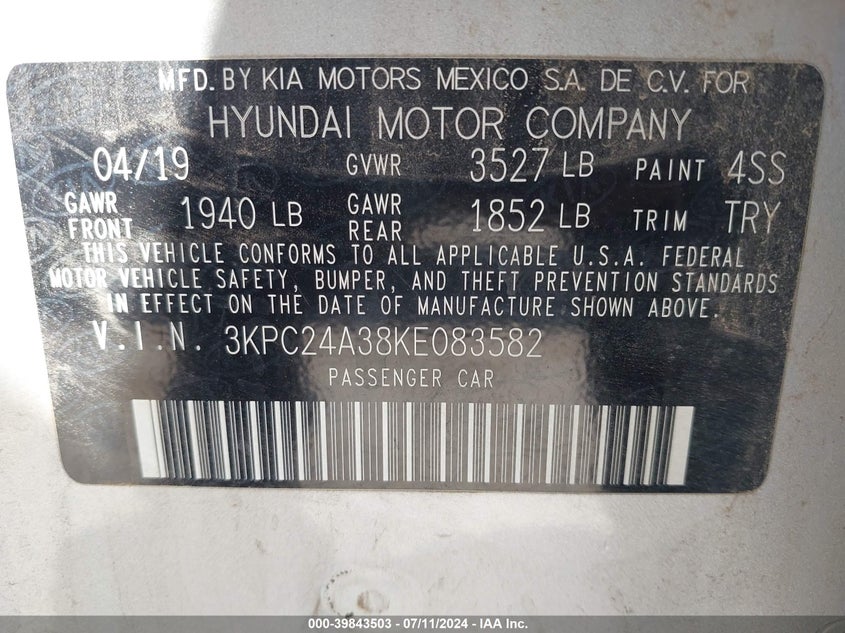 MFD. BY KIA MOTORS MEXICO S.A. DE C.V. FOR
HYUNDAI MOTOR COMPANY
04/19 GVWR 3527 LB PAINT 4SS
GAWR FRONT 1940 LB GAWR REAR 1852 LB TRIM TRY
THIS VEHICLE CONFORMS TO ALL APPLICABLE U.S.A. FEDERAL
MOTOR VEHICLE SAFETY, BUMPER, AND THEFT PREVENTION STANDARDS
IN EFFECT ON THE DATE OF MANUFACTURE SHOWN ABOVE.
V.I.N. 3KPC24A38KE083582
PASSENGER CAR
000-39843503 - 07/11/2024 - IAA Inc.